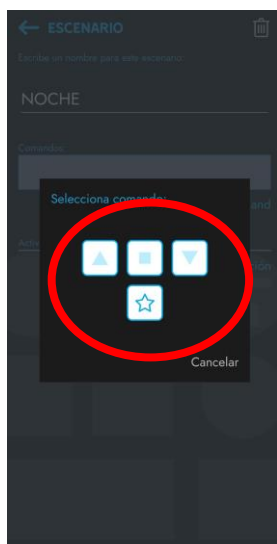 ESCENARIO
Escribe un nombre para este escenario:
NOCHE
Comandos:
Selecciona comando:
Cancelar